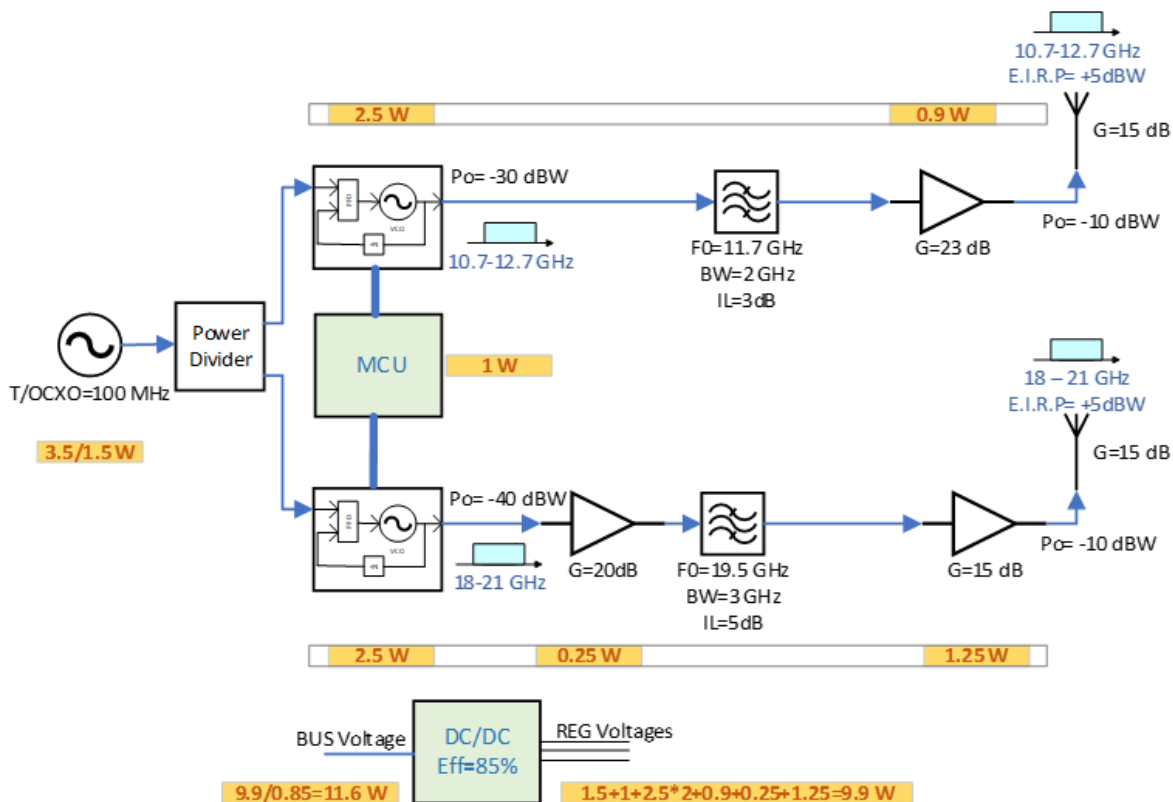 10.7-12.7 GHz
E.I.R.P= +5dBW
2.5 W
0.9 W
G=15 dB
Po= -30 dBW
PFD
VCO
10.7-12.7 GHz
F0=11.7 GHz
BW=2 GHz
IL=3dB
G=23 dB
Po= -10 dBW
Power
Divider
T/OCXO=100 MHz
3.5/1.5 W
MCU
1 W
18 – 21 GHz
E.I.R.P= +5dBW
G=15 dB
Po= -40 dBW
PFD
VCO
18-21 GHz
G=20dB
F0=19.5 GHz
BW=3 GHz
IL=5dB
G=15 dB
Po= -10 dBW
2.5 W
0.25 W
1.25 W
BUS Voltage
DC/DC
Eff=85%
REG Voltages
9.9/0.85=11.6 W
1.5+1+2.5*2+0.9+0.25+1.25=9.9 W